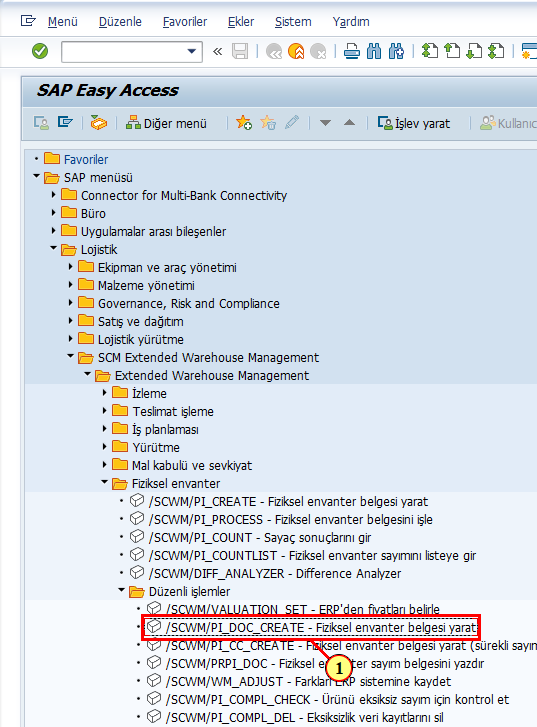 Menü Düzenle Favoriler Ekler Sistem Yardım
SAP Easy Access
Diğer menü İşlev yarat Kullanıc
Favoriler
SAP menüsü
Connector for Multi-Bank Connectivity
Büro
Uygulamalar arası bileşenler
Lojistik
Ekipman ve araç yönetimi
Malzeme yönetimi
Governance, Risk and Compliance
Satış ve dağıtım
Lojistik yürütme
SCM Extended Warehouse Management
Extended Warehouse Management
İzleme
Teslimat işleme
İş planlaması
Yürütme
Mal kabulü ve sevkiyat
Fiziksel envanter
/SCWM/PI_CREATE - Fiziksel envanter belgesi yarat
/SCWM/PI_PROCESS - Fiziksel envanter belgesini işle
/SCWM/PI_COUNT - Sayaç sonuçlarını gir
/SCWM/PI_COUNTLIST - Fiziksel envanter sayımını listeye gir
/SCWM/DIFF_ANALYZER - Difference Analyzer
Düzenli işlemler
/SCWM/VALUATION_SET - ERP'den fiyatları belirle
/SCWM/PI_DOC_CREATE - Fiziksel envanter belgesi yarat
/SCWM/PI_CC_CREATE - Fiziksel envanter belgesi yarat (sürekli sayım
/SCWM/PRPI_DOC - Fiziksel sayım belgesini yazdır
/SCWM/WM_ADJUST - Farkları ERP sistemine kaydet
/SCWM/PI_COMPL_CHECK - Ürünü eksiksiz sayım için kontrol et
/SCWM/PI_COMPL_DEL - Eksiksizlik veri kayıtlarını sil
1